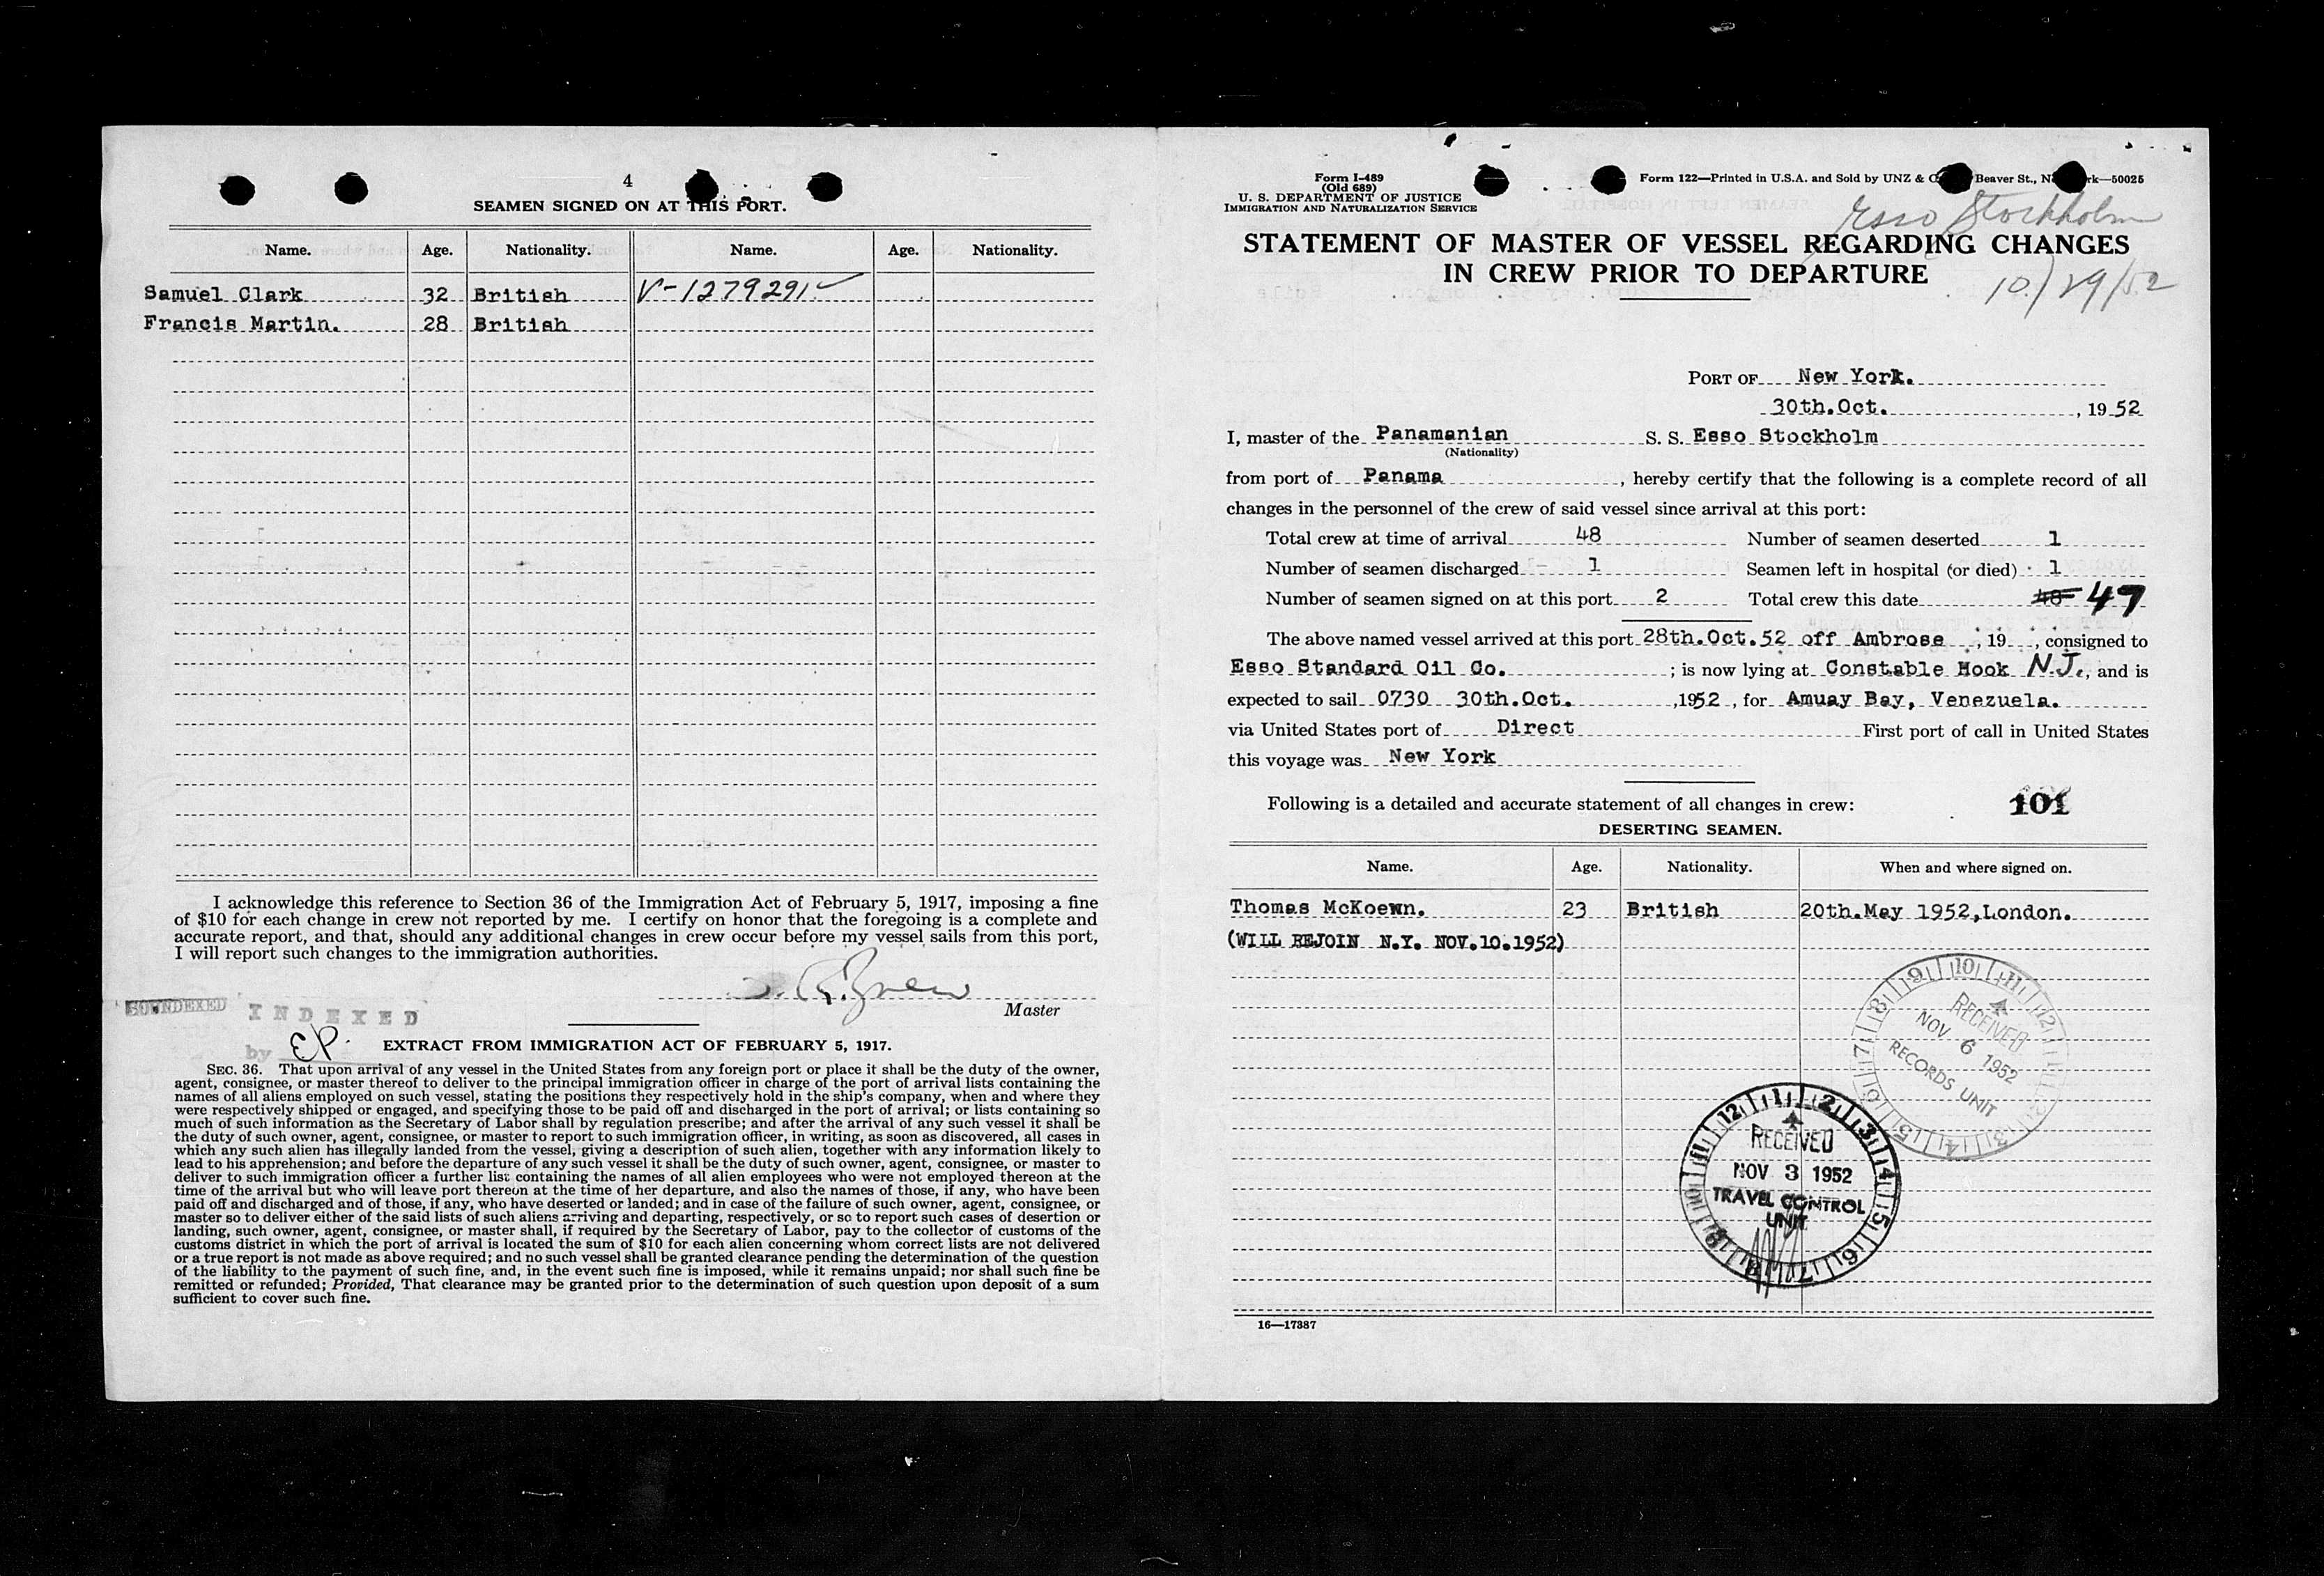 4
SEAMEN SIGNED ON AT THIS PORT.
Name. Age. Nationality. Name. Age. Nationality.
Samuel Clark 32 British V-1279291
Francis Martin. 28 British
I acknowledge this reference to Section 36 of the Immigration Act of February 5, 1917, imposing a fine
of $10 for each change in crew not reported by me. I certify on honor that the foregoing is a complete and
accurate report, and that, should any additional changes in crew occur before my vessel sails from this port,
I will report such changes to the immigration authorities.
Master
SOUNDEXED
INDEXED
by EP.
EXTRACT FROM IMMIGRATION ACT OF FEBRUARY 5, 1917.
SEC. 36. That upon arrival of any vessel in the United States from any foreign port or place it shall be the duty of the owner,
agent, consignee, or master thereof to deliver to the principal immigration officer in charge of the port of arrival lists containing the
names of all aliens employed on such vessel, stating the positions they respectively hold in the ship's company, when and where they
were respectively shipped or engaged, and specifying those to be paid off and discharged in the port of arrival; or lists containing so
much of such information as the Secretary of Labor shall by regulation prescribe; and after the arrival of any such vessel it shall be
the duty of such owner, agent, consignee, or master to report to such immigration officer, in writing, as soon as discovered, all cases in
which any such alien has illegally landed from the vessel, giving a description of such alien, together with any information likely to
lead to his apprehension; and before the departure of any such vessel it shall be the duty of such owner, agent, consignee, or master to
deliver to such immigration officer a further list containing the names of all alien employees who were not employed thereon at the
time of the arrival but who will leave port thereon at the time of her departure, and also the names of those, if any, who have been
paid off and discharged and of those, if any, who have deserted or landed; and in case of the failure of such owner, agent, consignee, or
master so to deliver either of the said lists of such aliens arriving and departing, respectively, or so to report such cases of desertion or
landing, such owner, agent, consignee, or master shall, if required by the Secretary of Labor, pay to the collector of customs of the
customs district in which the port of arrival is located the sum of $10 for each alien concerning whom correct lists are not delivered
or a true report is not made as above required; and no such vessel shall be granted clearance pending the determination of the question
of the liability to the payment of such fine, and, in the event such fine is imposed, while it remains unpaid; nor shall such fine be
remitted or refunded; Provided, That clearance may be granted prior to the determination of such question upon deposit of a sum
sufficient to cover such fine.
Form I-489
(Old 689)
U. S. DEPARTMENT OF JUSTICE
IMMIGRATION AND NATURALIZATION SERVICE
Form 122—Printed in U.S.A. and Sold by UNZ & Beaver St., 50025
Esso Stockholm
STATEMENT OF MASTER OF VESSEL REGARDING CHANGES
IN CREW PRIOR TO DEPARTURE
10/29/52
PORT OF New York.
30th.Oct. , 1952
I, master of the Panamanian S. S. Esso Stockholm
(Nationality)
from port of Panama , hereby certify that the following is a complete record of all
changes in the personnel of the crew of said vessel since arrival at this port:
Total crew at time of arrival 48 Number of seamen deserted 1
Number of seamen discharged 1 Seamen left in hospital (or died) 1
Number of seamen signed on at this port 2 Total crew this date 48 47
The above named vessel arrived at this port 28th.Oct.52 off Ambrose , 19 , consigned to
Esso Standard Oil Co. ; is now lying at Constable Hook N.J., and is
expected to sail 0730 30th.Oct. ,1952 , for Amuay Bay, Venezuela.
via United States port of Direct First port of call in United States
this voyage was New York
Following is a detailed and accurate statement of all changes in crew: 101
DESERTING SEAMEN.
Name. Age. Nationality. When and where signed on.
Thomas McKoewn. 23 British 20th.May 1952,London.
(WILL REJOIN N.Y. NOV.10.1952)
RECEIVED
NOV 6 1952
RECORDS UNIT
RECEIVED
NOV 3 1952
TRAVEL CONTROL
UNIT
16—17387